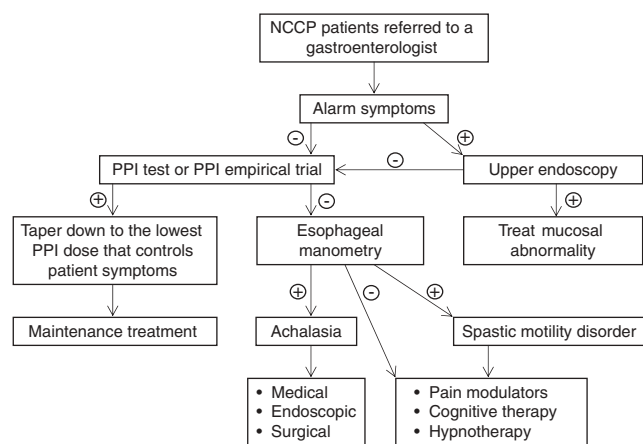 NCCP patients referred to a
gastroenterologist
Alarm symptoms
-
+
PPI test or PPI empirical trial
-
Upper endoscopy
+
-
+
Taper down to the lowest
PPI dose that controls
patient symptoms
Esophageal
manometry
Treat mucosal
abnormality
+
-
+
Maintenance treatment
Achalasia
Spastic motility disorder
• Medical
• Endoscopic
• Surgical
• Pain modulators
• Cognitive therapy
• Hypnotherapy